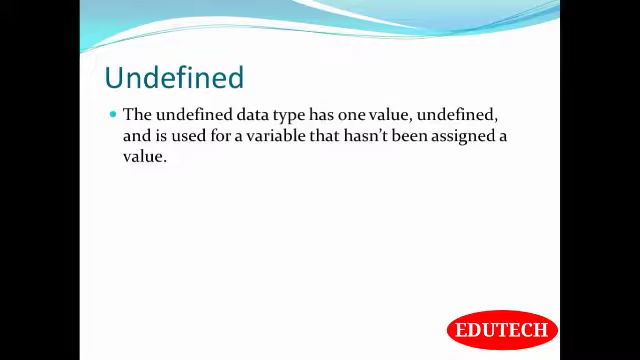 Undefined
• The undefined data type has one value, undefined,
and is used for a variable that hasn't been assigned a
value.
EDUTECH